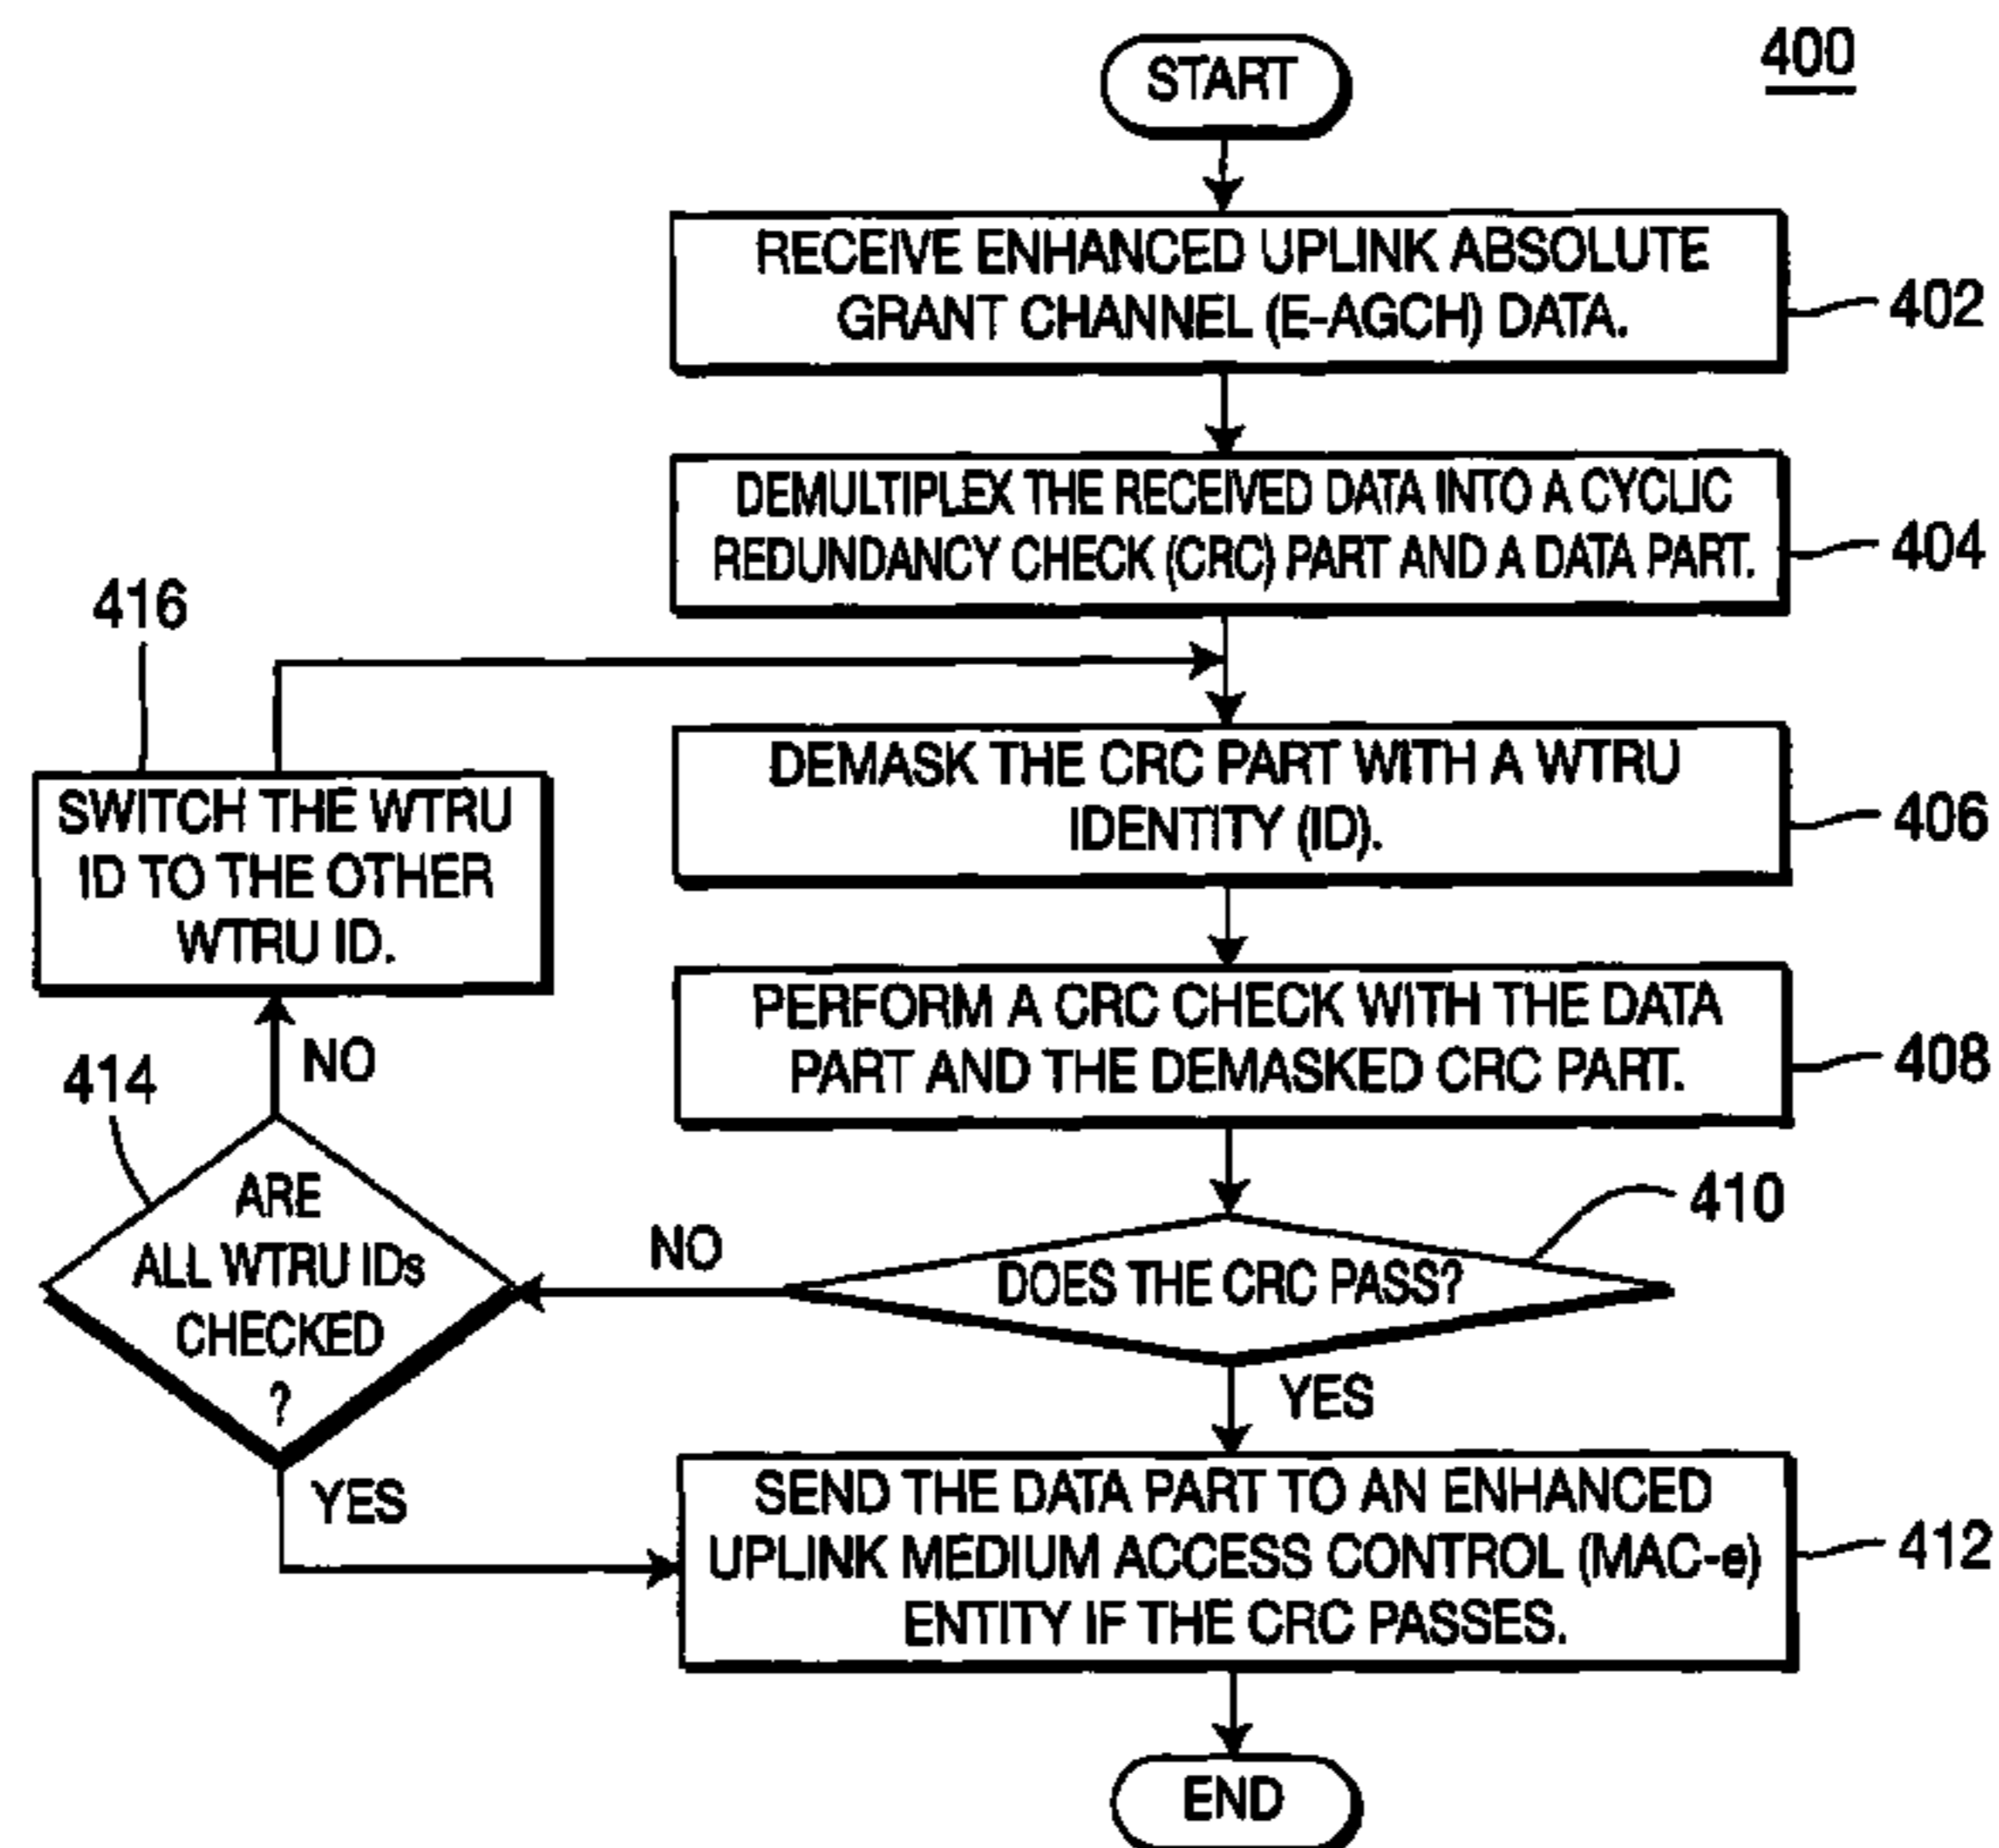 400
START
RECEIVE ENHANCED UPLINK ABSOLUTE
GRANT CHANNEL (E-AGCH) DATA.
402
DEMULTIPLEX THE RECEIVED DATA INTO A CYCLIC
REDUNDANCY CHECK (CRC) PART AND A DATA PART.
404
416
SWITCH THE WTRU
ID TO THE OTHER
WTRU ID.
DEMASK THE CRC PART WITH A WTRU
IDENTITY (ID).
406
PERFORM A CRC CHECK WITH THE DATA
PART AND THE DEMASKED CRC PART.
408
NO
414
ARE
ALL WTRU IDs
CHECKED
?
NO
DOES THE CRC PASS?
410
YES
YES
SEND THE DATA PART TO AN ENHANCED
UPLINK MEDIUM ACCESS CONTROL (MAC-e)
ENTITY IF THE CRC PASSES.
412
END